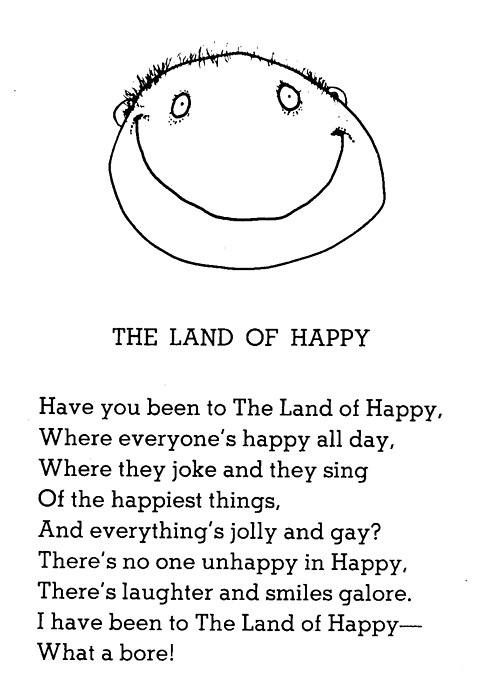 THE LAND OF HAPPY
Have you been to The Land of Happy,
Where everyone's happy all day,
Where they joke and they sing
Of the happiest things,
And everything's jolly and gay?
There's no one unhappy in Happy,
There's laughter and smiles galore.
I have been to The Land of Happy—
What a bore!